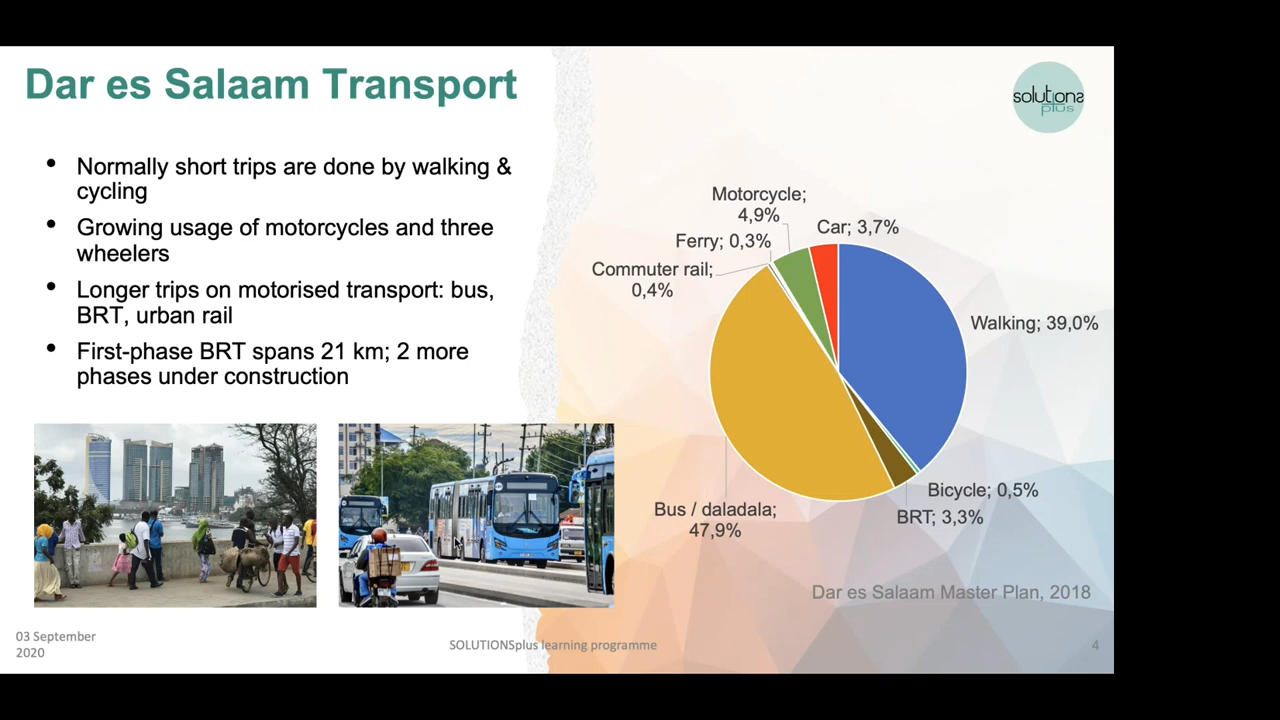 Dar es Salaam Transport
solutions
plus
• Normally short trips are done by walking &
cycling
• Growing usage of motorcycles and three
wheelers
• Longer trips on motorised transport: bus,
BRT, urban rail
• First-phase BRT spans 21 km; 2 more
phases under construction
Motorcycle;
4,9%
Car; 3,7%
Ferry; 0,3%
Commuter rail;
0,4%
Walking; 39,0%
Bicycle; 0,5%
BRT; 3,3%
Bus / daladala;
47,9%
Dar es Salaam Master Plan, 2018
03 September
2020
SOLUTIONSplus learning programme
4